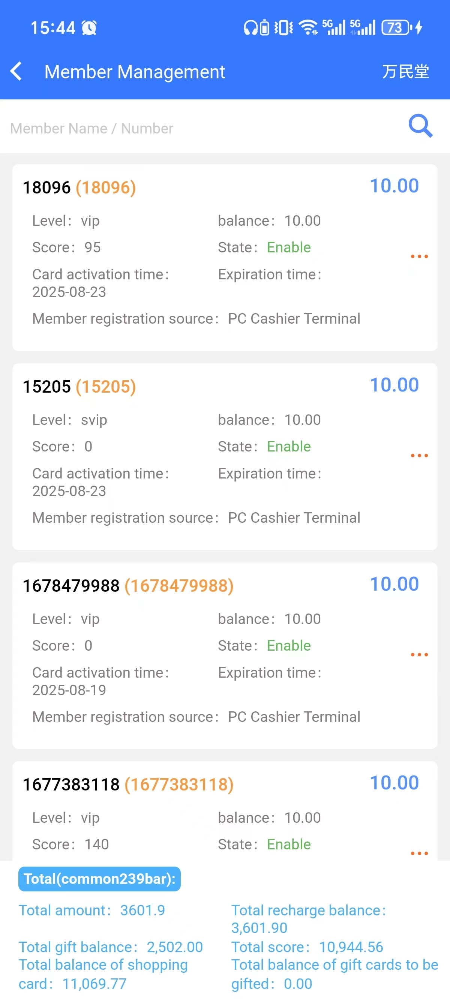 15:44 5G 5G 73
Member Management 万民堂
Member Name / Number
18096 (18096) 10.00
Level: vip balance: 10.00
Score: 95 State: Enable
Card activation time: Expiration time:
2025-08-23
Member registration source: PC Cashier Terminal
15205 (15205) 10.00
Level: svip balance: 10.00
Score: 0 State: Enable
Card activation time: Expiration time:
2025-08-23
Member registration source: PC Cashier Terminal
1678479988 (1678479988) 10.00
Level: vip balance: 10.00
Score: 0 State: Enable
Card activation time: Expiration time:
2025-08-19
Member registration source: PC Cashier Terminal
1677383118 (1677383118) 10.00
Level: vip balance: 10.00
Score: 140 State: Enable
Total(common239bar):
Total amount: 3601.9 Total recharge balance:
3,601.90
Total gift balance: 2,502.00 Total score: 10,944.56
Total balance of shopping Total balance of gift cards to be
card: 11,069.77 gifted: 0.00